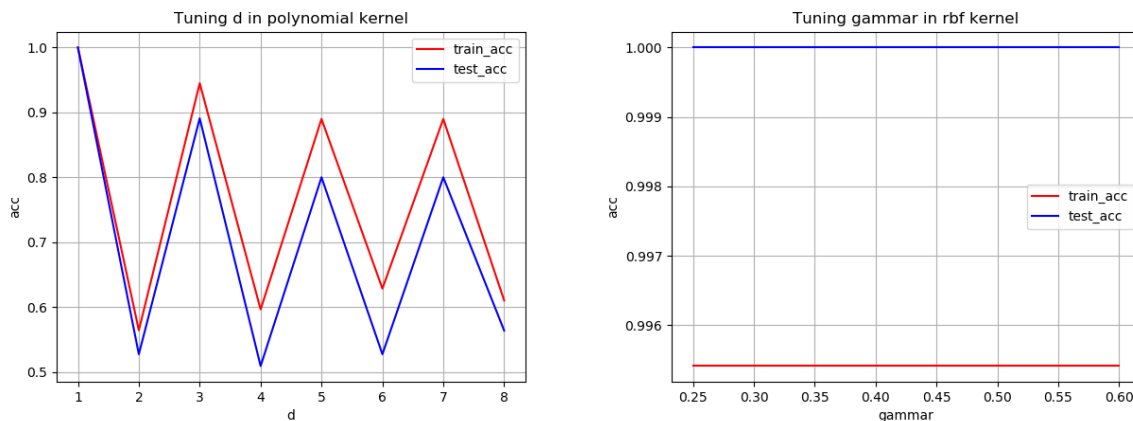 Tuning d in polynomial kernel
train_acc
test_acc
1.0
0.9
0.8
0.7
0.6
0.5
acc
1 2 3 4 5 6 7 8
d
Tuning gammar in rbf kernel
1.000
0.999
0.998
0.997
0.996
acc
train_acc
test_acc
0.25 0.30 0.35 0.40 0.45 0.50 0.55 0.60
gammar